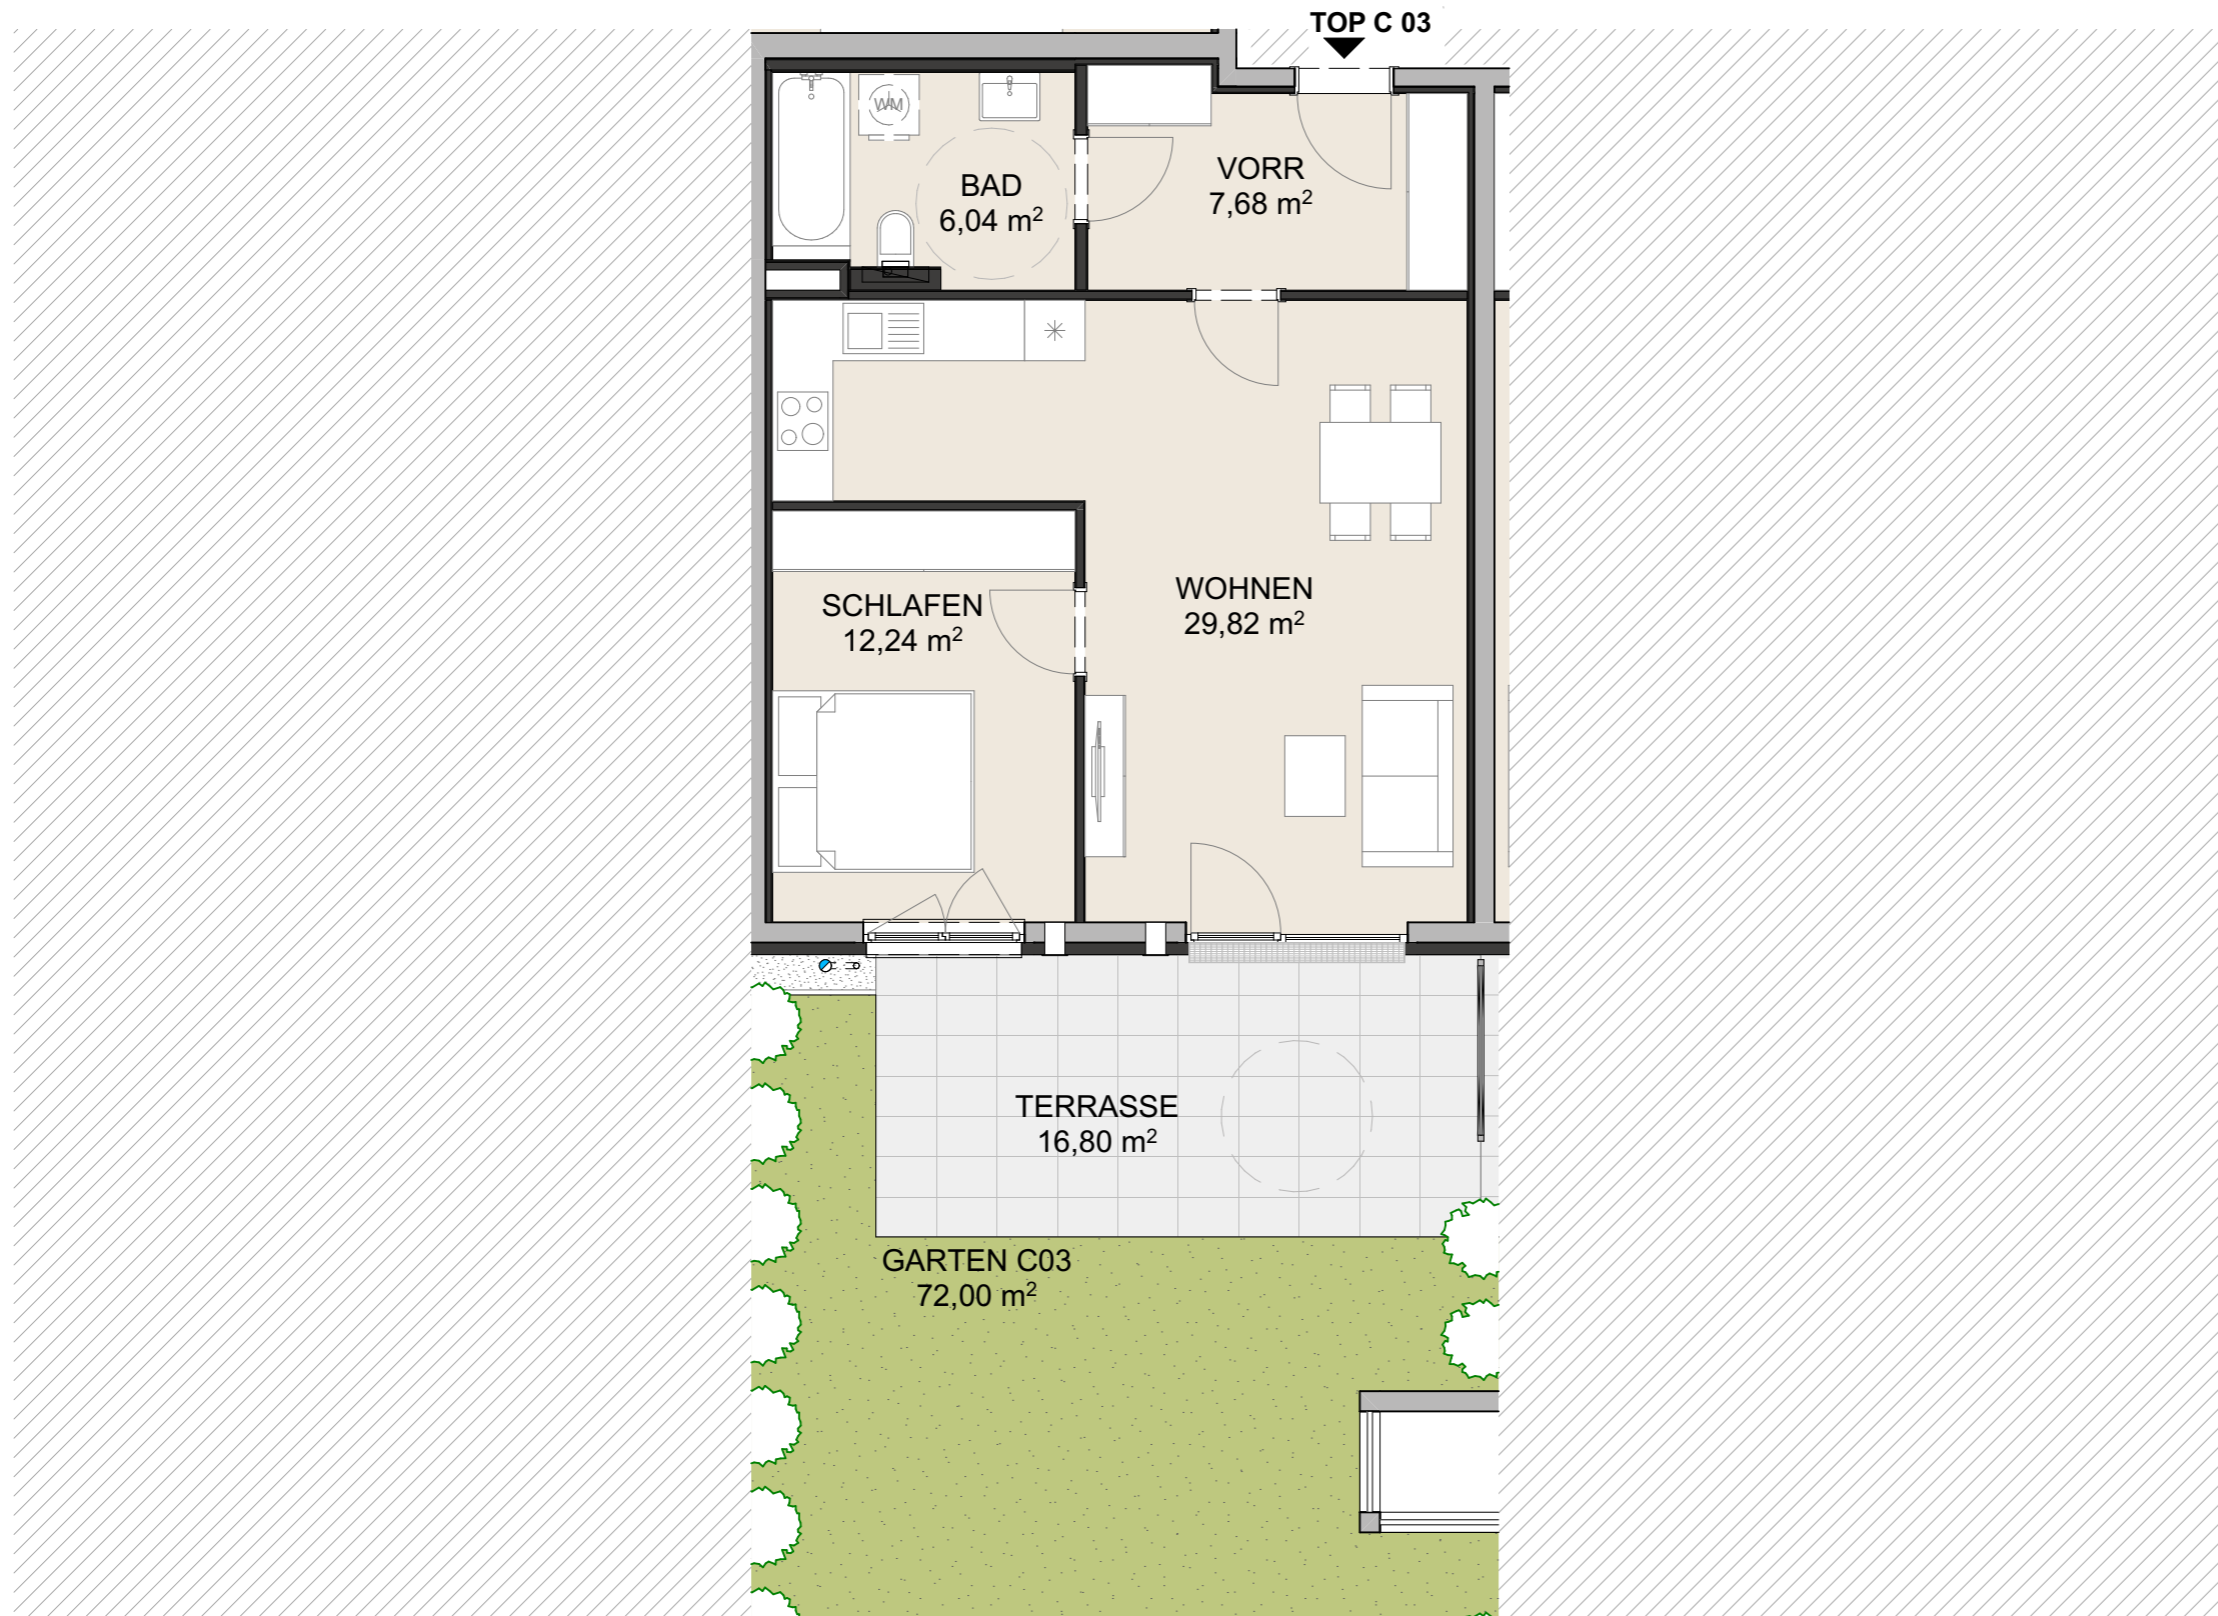 TOP C 03
WM
BAD
6,04 m²
VORR
7,68 m²
SCHLAFEN
12,24 m²
WOHNEN
29,82 m²
TERRASSE
16,80 m²
GARTEN C03
72,00 m²